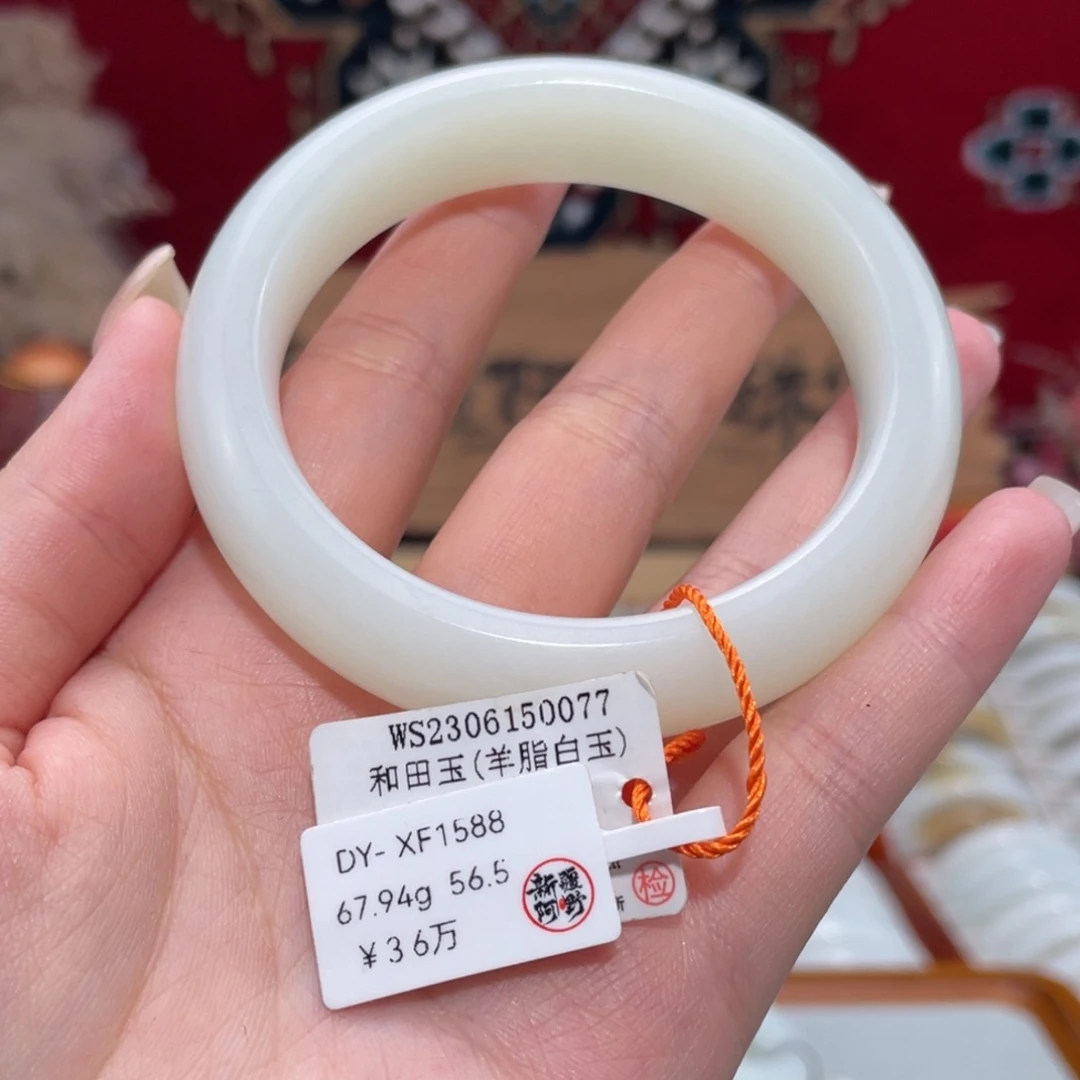 WS2306150077
和田玉(羊脂白玉)
DY- XF1588
67.94g 56.5
新疆
阿野
¥36万
检